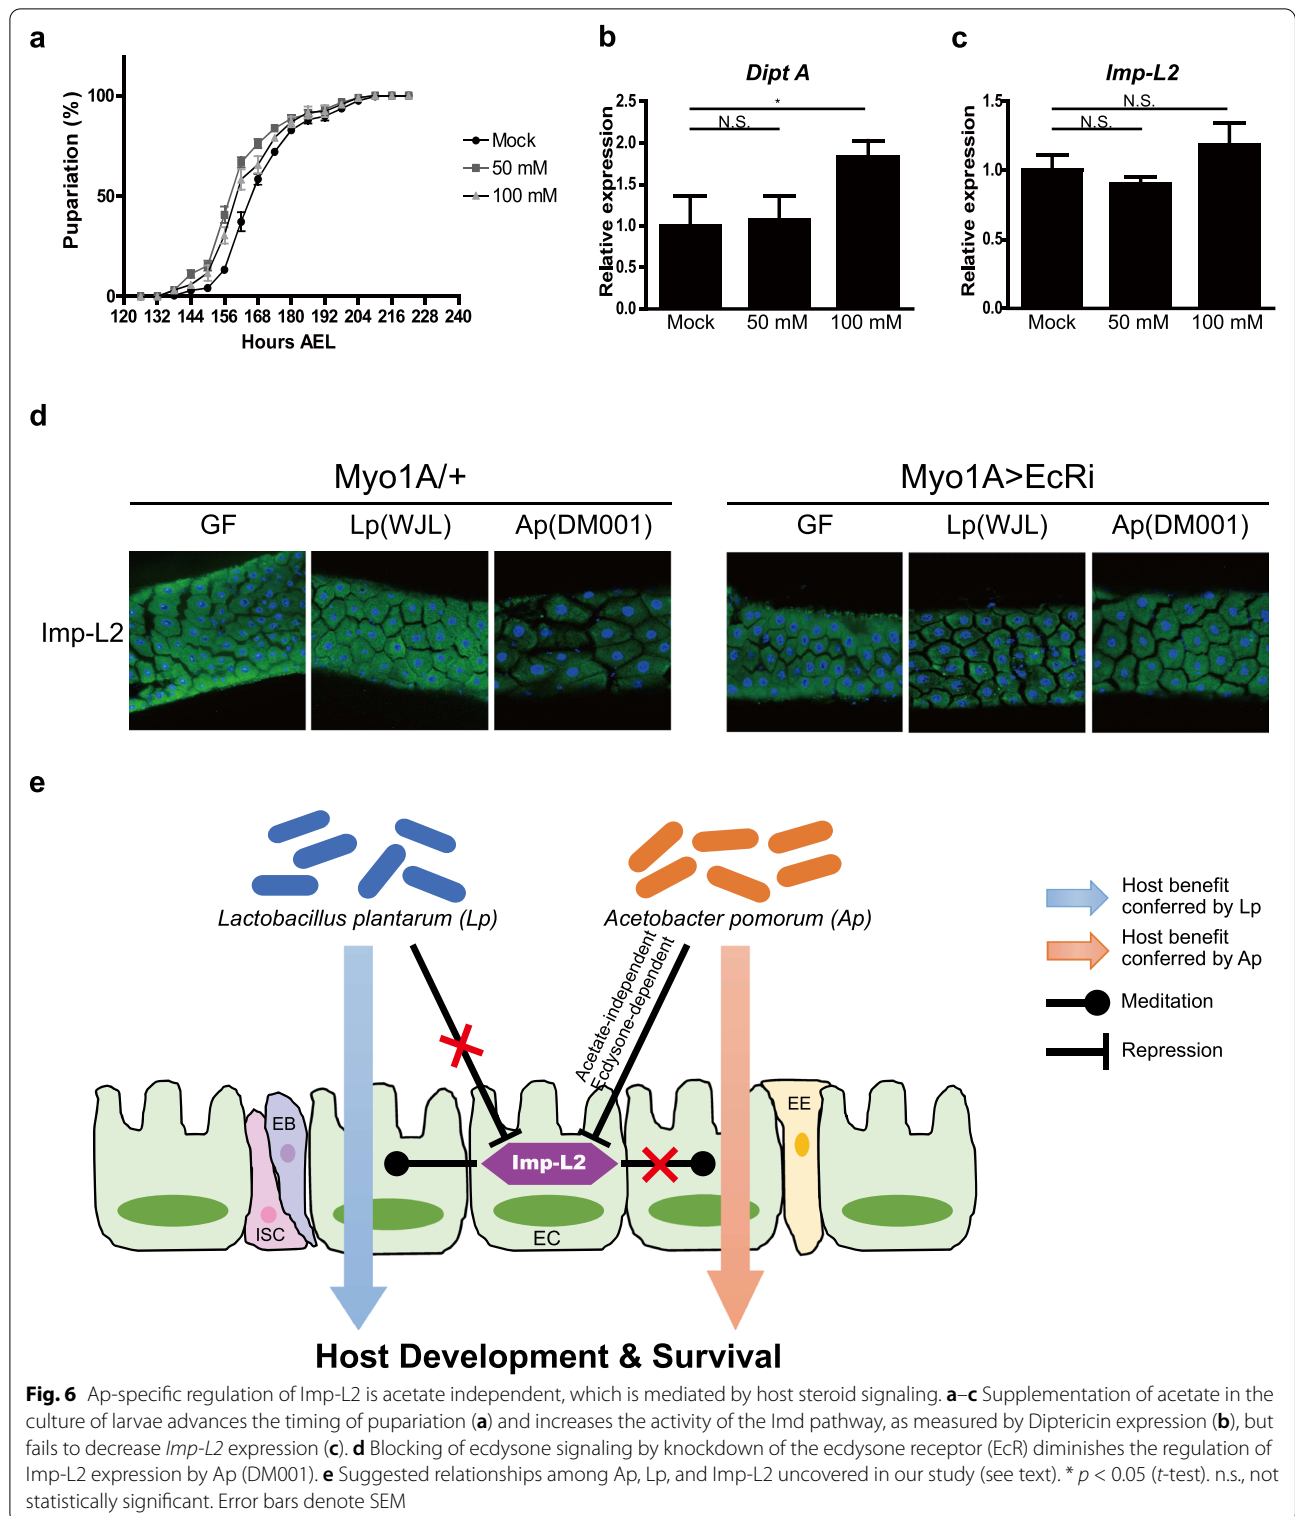 a
Pupariation (%)
100
50
0
120 132 144 156 168 180 192 204 216 228 240
Hours AEL
Mock
50 mM
100 mM
b
Dipt A
Relative expression
2.5
2.0
1.5
1.0
0.5
0.0
*
N.S.
Mock 50 mM 100 mM
c
Imp-L2
Relative expression
1.5
1.0
0.5
0.0
N.S.
N.S.
Mock 50 mM 100 mM
d
Myo1A/+
GF Lp(WJL) Ap(DM001)
Myo1A>EcRi
GF Lp(WJL) Ap(DM001)
Imp-L2
e
Lactobacillus plantarum (Lp)
Acetobacter pomorum (Ap)
Acetate-independent
Ecdysone-dependent
Host benefit
conferred by Lp
Host benefit
conferred by Ap
Meditation
Repression
EB
ISC
Imp-L2
EC
EE
Host Development & Survival
Fig. 6 Ap-specific regulation of Imp-L2 is acetate independent, which is mediated by host steroid signaling. a–c Supplementation of acetate in the
culture of larvae advances the timing of pupariation (a) and increases the activity of the Imd pathway, as measured by Diptericin expression (b), but
fails to decrease Imp-L2 expression (c). d Blocking of ecdysone signaling by knockdown of the ecdysone receptor (EcR) diminishes the regulation of
Imp-L2 expression by Ap (DM001). e Suggested relationships among Ap, Lp, and Imp-L2 uncovered in our study (see text). * p < 0.05 (t-test). n.s., not
statistically significant. Error bars denote SEM